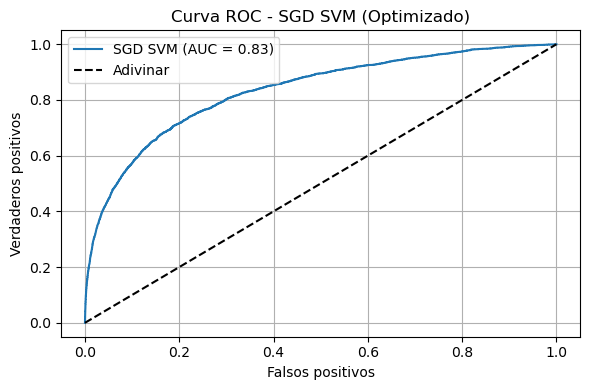 Curva ROC - SGD SVM (Optimizado)
SGD SVM (AUC = 0.83)
Adivinar
Verdaderos positivos
1.0
0.8
0.6
0.4
0.2
0.0
0.0 0.2 0.4 0.6 0.8 1.0
Falsos positivos